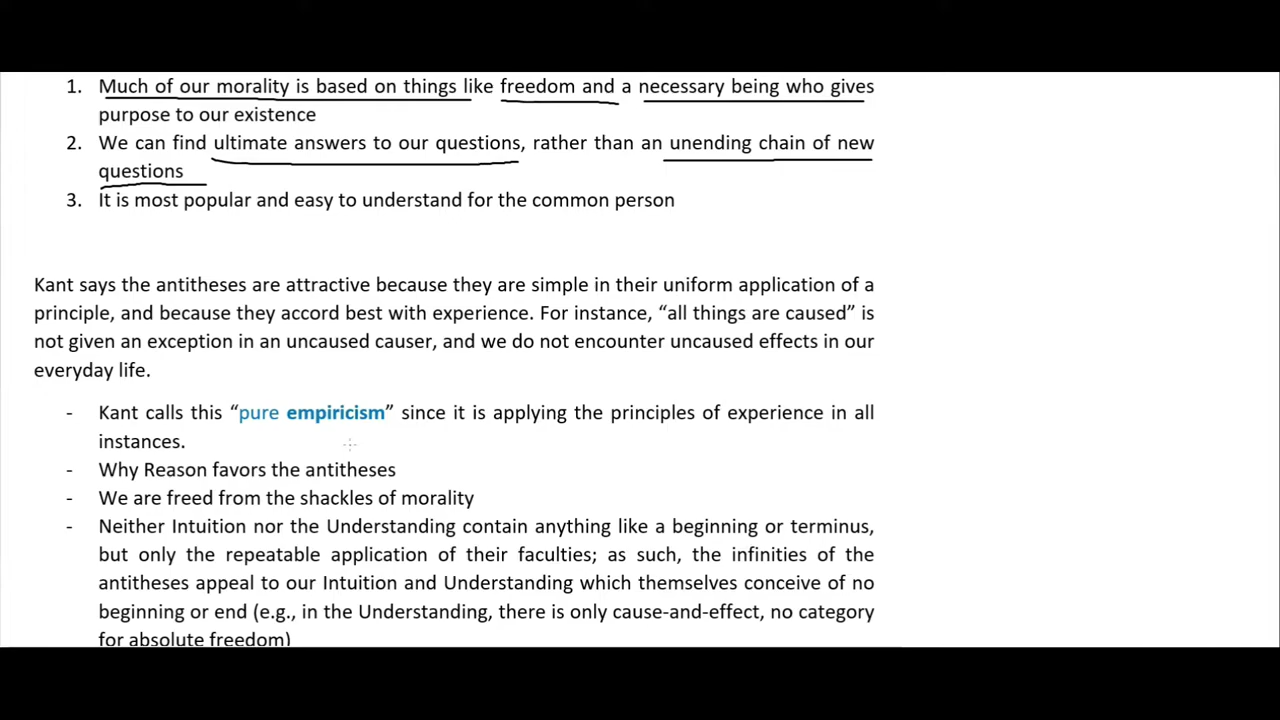 1. Much of our morality is based on things like freedom and a necessary being who gives
purpose to our existence
2. We can find ultimate answers to our questions, rather than an unending chain of new
questions
3. It is most popular and easy to understand for the common person
Kant says the antitheses are attractive because they are simple in their uniform application of a
principle, and because they accord best with experience. For instance, “all things are caused” is
not given an exception in an uncaused causer, and we do not encounter uncaused effects in our
everyday life.
- Kant calls this “pure empiricism” since it is applying the principles of experience in all
instances.
- Why Reason favors the antitheses
- We are freed from the shackles of morality
- Neither Intuition nor the Understanding contain anything like a beginning or terminus,
but only the repeatable application of their faculties; as such, the infinities of the
antitheses appeal to our Intuition and Understanding which themselves conceive of no
beginning or end (e.g., in the Understanding, there is only cause-and-effect, no category
for absolute freedom)